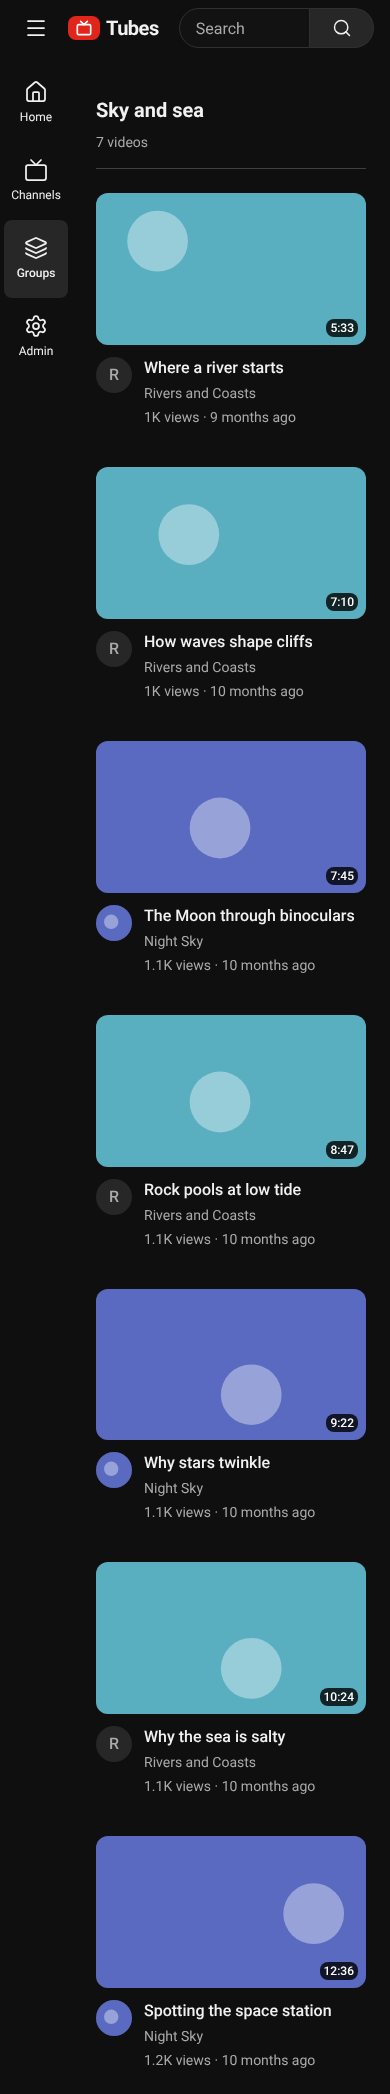 Tubes
Search
Home
Channels
Groups
Admin
Sky and sea
7 videos
5:33
R
Where a river starts
Rivers and Coasts
1K views · 9 months ago
7:10
R
How waves shape cliffs
Rivers and Coasts
1K views · 10 months ago
7:45
The Moon through binoculars
Night Sky
1.1K views · 10 months ago
8:47
R
Rock pools at low tide
Rivers and Coasts
1.1K views · 10 months ago
9:22
Why stars twinkle
Night Sky
1.1K views · 10 months ago
10:24
R
Why the sea is salty
Rivers and Coasts
1.1K views · 10 months ago
12:36
Spotting the space station
Night Sky
1.2K views · 10 months ago